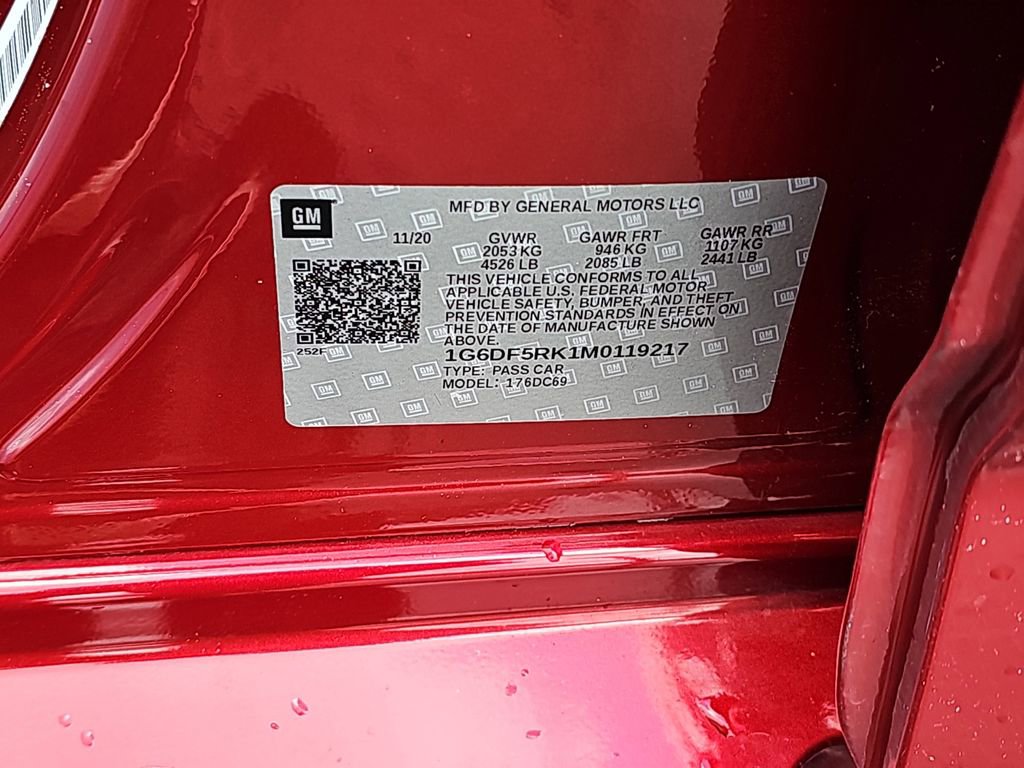 GM
MFD BY GENERAL MOTORS LLC
11/20 GVWR GAWR FRT GAWR RR
2053 KG 946 KG 1107 KG
4526 LB 2085 LB 2441 LB
THIS VEHICLE CONFORMS TO ALL
APPLICABLE U.S. FEDERAL MOTOR
VEHICLE SAFETY, BUMPER, AND THEFT
PREVENTION STANDARDS IN EFFECT ON
THE DATE OF MANUFACTURE SHOWN
ABOVE.
252F
1G6DF5RK1M0119217
TYPE: PASS CAR
MODEL: 176DC69